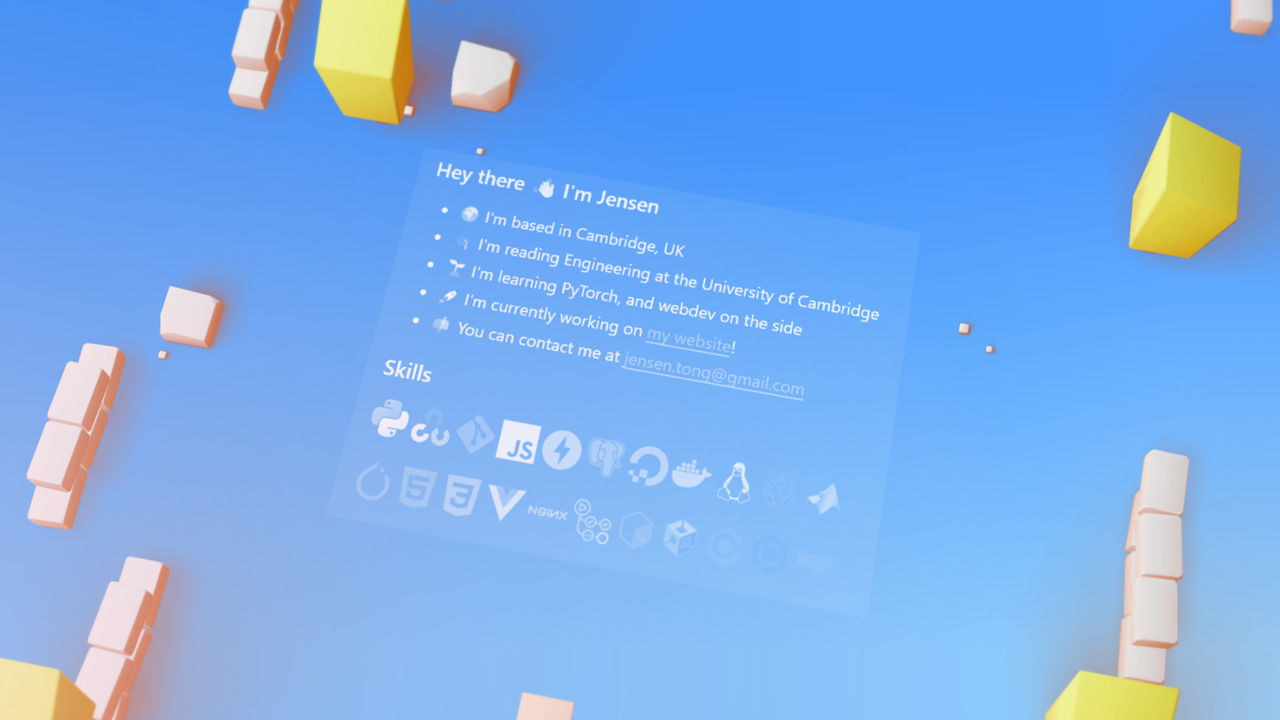 Hey there 👋 I'm Jensen
🌍 I'm based in Cambridge, UK
I'm reading Engineering at the University of Cambridge
🌱 I'm learning PyTorch, and webdev on the side
🚀 I'm currently working on my website!
📫 You can contact me at jensen.tong@gmail.com
Skills
JS
5 3 NGINX C C